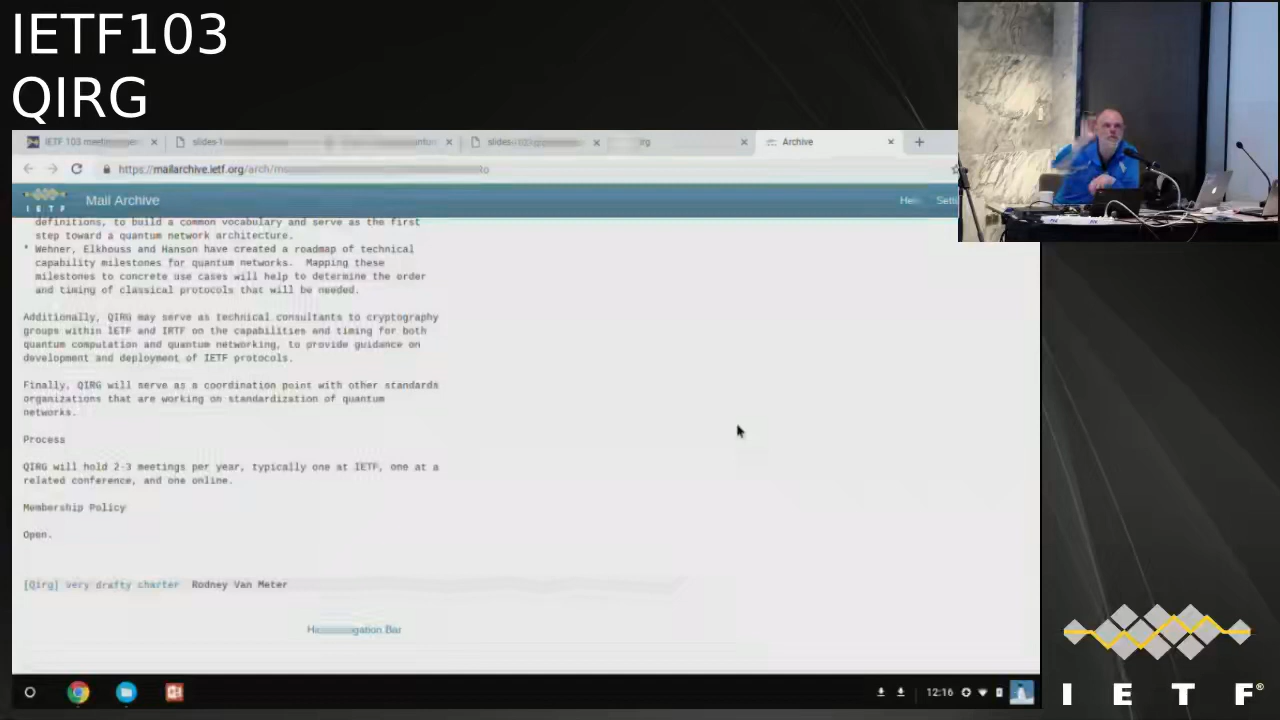 IETF103
QIRG
IETF 103
slides-1
slides-103
Archive
https://mailarchive.ietf.org/arch/
I E T F
Mail Archive
definitions, to build a common vocabulary and serve as the first
step toward a quantum network architecture.
* Wehner, Elkhouss and Hanson have created a roadmap of technical
capability milestones for quantum networks. Mapping these
milestones to concrete use cases will help to determine the order
and timing of classical protocols that will be needed.
Additionally, QIRG may serve as technical consultants to cryptography
groups within IETF and IRTF on the capabilities and timing for both
quantum computation and quantum networking, to provide guidance on
development and deployment of IETF protocols.
Finally, QIRG will serve as a coordination point with other standards
organizations that are working on standardization of quantum
networks.
Process
QIRG will hold 2-3 meetings per year, typically one at IETF, one at a
related conference, and one online.
Membership Policy
Open.
[Qirg] very drafty charter Rodney Van Meter
Bar
12:16
I E T F®